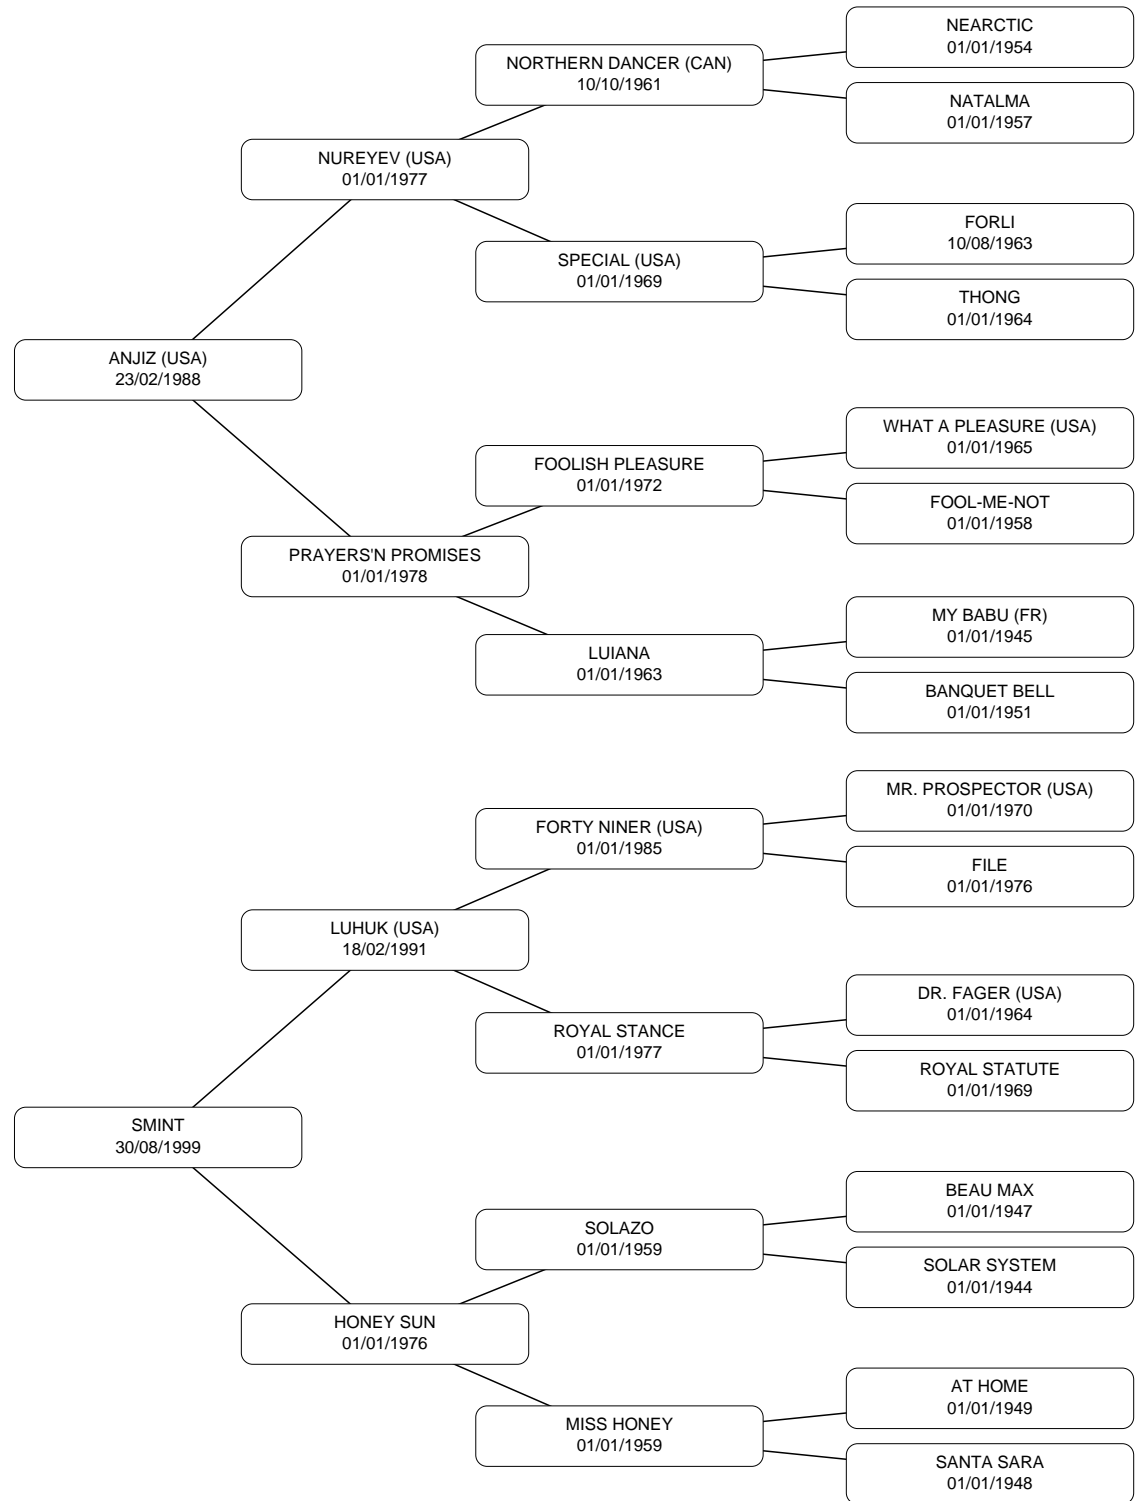 NEARCTIC
01/01/1954
NORTHERN DANCER (CAN)
10/10/1961
NATALMA
01/01/1957
NUREYEV (USA)
01/01/1977
FORLI
10/08/1963
SPECIAL (USA)
01/01/1969
THONG
01/01/1964
ANJIZ (USA)
23/02/1988
WHAT A PLEASURE (USA)
01/01/1965
FOOLISH PLEASURE
01/01/1972
FOOL-ME-NOT
01/01/1958
PRAYERS'N PROMISES
01/01/1978
MY BABU (FR)
01/01/1945
LUIANA
01/01/1963
BANQUET BELL
01/01/1951
MR. PROSPECTOR (USA)
01/01/1970
FORTY NINER (USA)
01/01/1985
FILE
01/01/1976
LUHUK (USA)
18/02/1991
DR. FAGER (USA)
01/01/1964
ROYAL STANCE
01/01/1977
ROYAL STATUTE
01/01/1969
SMINT
30/08/1999
BEAU MAX
01/01/1947
SOLAZO
01/01/1959
SOLAR SYSTEM
01/01/1944
HONEY SUN
01/01/1976
AT HOME
01/01/1949
MISS HONEY
01/01/1959
SANTA SARA
01/01/1948